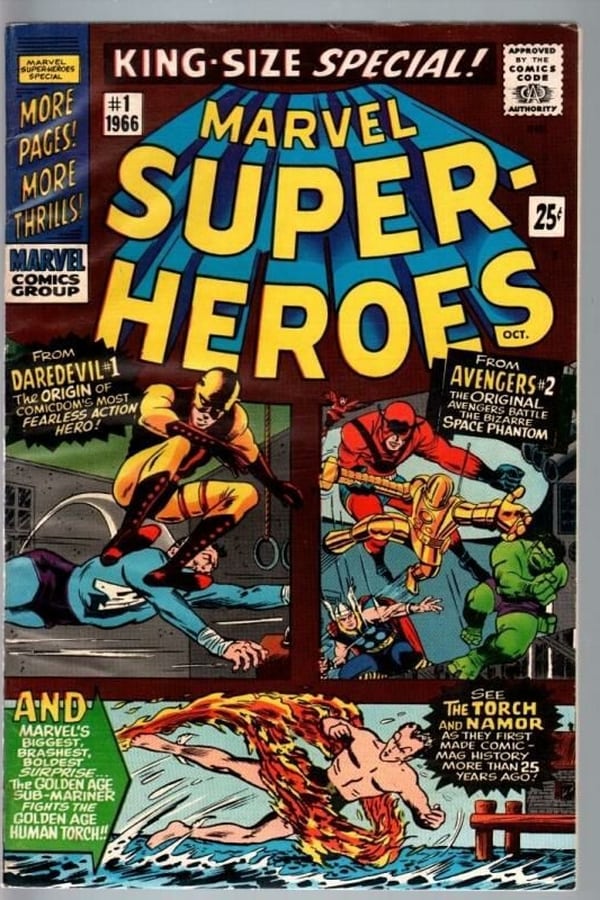 MARVEL
SUPER-HEROES
SPECIAL
MORE
PAGES!
MORE
THRILLS!
MARVEL
COMICS
GROUP
KING-SIZE SPECIAL!
APPROVED
BY THE
COMICS
CODE
CA
AUTHORITY
#1
1966
MARVEL
SUPER-
HEROES
25¢
OCT.
FROM
DAREDEVIL #1
THE ORIGIN OF
COMICDOM'S MOST
FEARLESS ACTION
HERO!
FROM
AVENGERS #2
THE ORIGINAL
AVENGERS BATTLE
THE BIZARRE
SPACE PHANTOM
AND
MARVEL'S
BIGGEST,
BRASHEST,
BOLDEST
SURPRISE...
THE GOLDEN AGE
SUB-MARINER
FIGHTS THE
GOLDEN AGE
HUMAN TORCH!!
SEE
THE TORCH
AND NAMOR
AS THEY FIRST
MADE COMIC-
MAG HISTORY
MORE THAN 25
YEARS AGO!